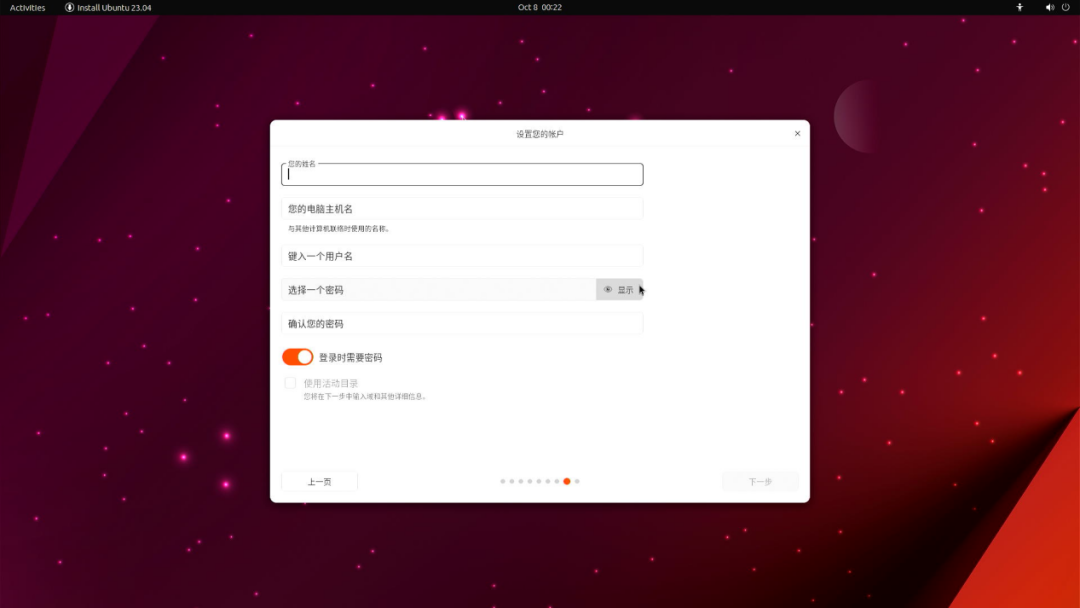 Activities
Install Ubuntu 23.04
Oct 8 00:22
设置您的帐户
您的姓名
您的电脑主机名
与其他计算机联络时使用的名称。
键入一个用户名
选择一个密码
显示
确认您的密码
登录时需要密码
使用活动目录
您将在下一步中输入域和其他详细信息。
上一页
下一步